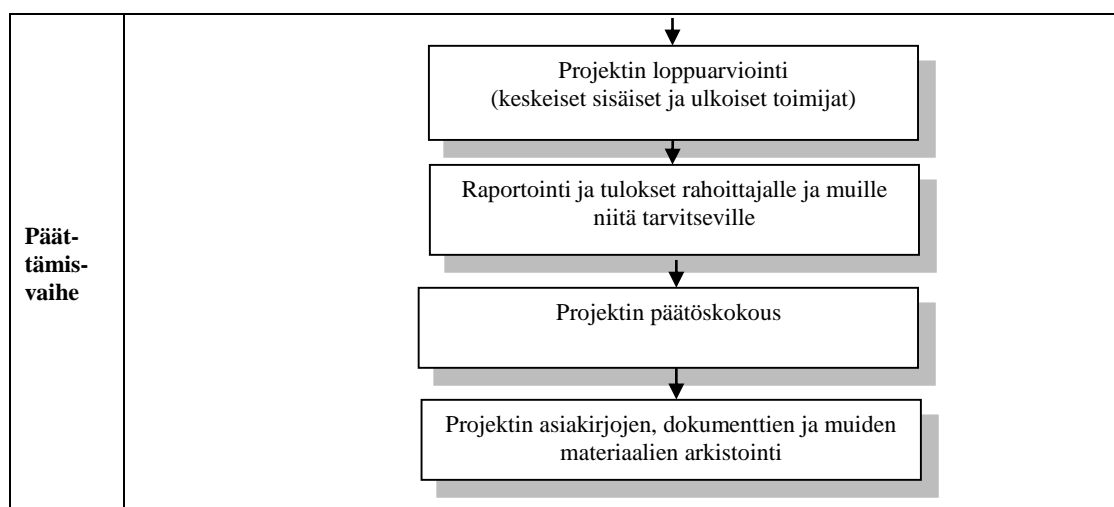 Projektin loppuarviointi
(keskeiset sisäiset ja ulkoiset toimijat)
Raportointi ja tulokset rahoittajalle ja muille
niitä tarvitseville
Päät-
tämis-
vaihe
Projektin päätöskokous
Projektin asiakirjojen, dokumenttien ja muiden
materiaalien arkistointi